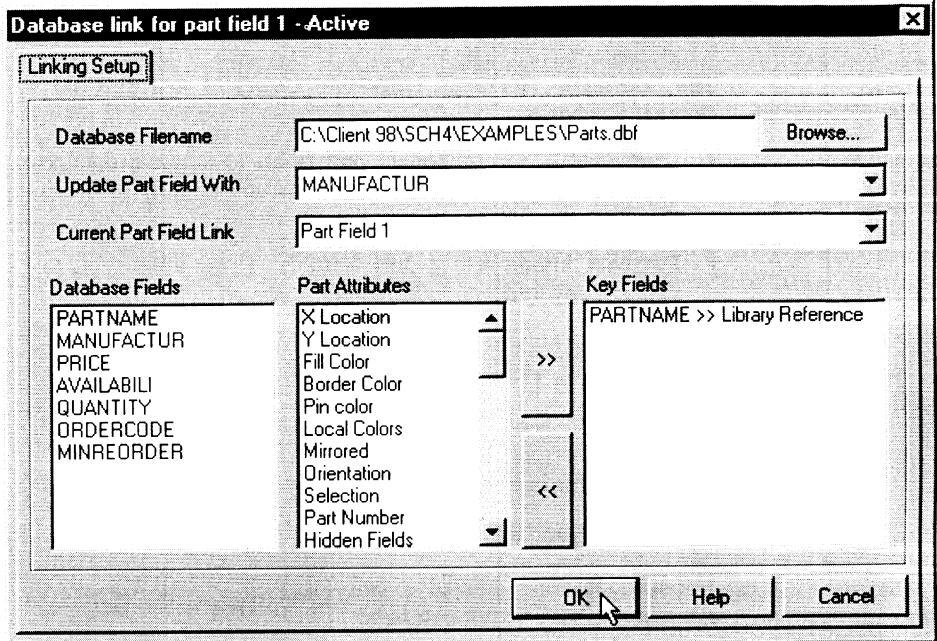 Database link for part field 1 - Active
Linking Setup
Database Filename C:\Client 98\SCH4\EXAMPLES\Parts.dbf Browse...
Update Part Field With MANUFACTUR
Current Part Field Link Part Field 1
Database Fields
PARTNAME
MANUFACTUR
PRICE
AVAILABILI
QUANTITY
ORDERCODE
MINREORDER
Part Attributes
X Location
Y Location
Fill Color
Border Color
Pin color
Local Colors
Mirrored
Orientation
Selection
Part Number
Hidden Fields
>>
<<
Key Fields
PARTNAME >> Library Reference
OK Help Cancel